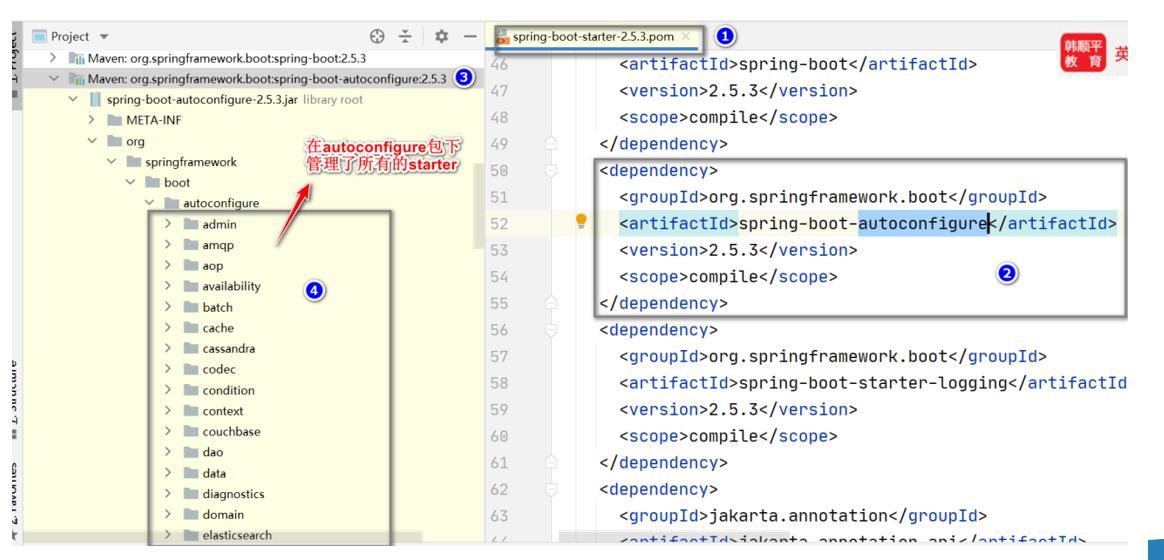 Project
Maven: org.springframework.boot:spring-boot:2.5.3
Maven: org.springframework.boot:spring-boot-autoconfigure:2.5.3
3
spring-boot-autoconfigure-2.5.3.jar library root
META-INF
org
springframework
boot
autoconfigure
admin
amqp
aop
availability
batch
cache
cassandra
codec
condition
context
couchbase
dao
data
diagnostics
domain
elasticsearch
在autoconfigure包下
管理了所有的starter
4
spring-boot-starter-2.5.3.pom
1
韩顺平
教 育
英
46 <artifactId>spring-boot</artifactId>
47 <version>2.5.3</version>
48 <scope>compile</scope>
49 </dependency>
50 <dependency>
51 <groupId>org.springframework.boot</groupId>
52 <artifactId>spring-boot-autoconfigure</artifactId>
53 <version>2.5.3</version>
54 <scope>compile</scope>
2
55 </dependency>
56 <dependency>
57 <groupId>org.springframework.boot</groupId>
58 <artifactId>spring-boot-starter-logging</artifactId
59 <version>2.5.3</version>
60 <scope>compile</scope>
61 </dependency>
62 <dependency>
63 <groupId>jakarta.annotation</groupId>